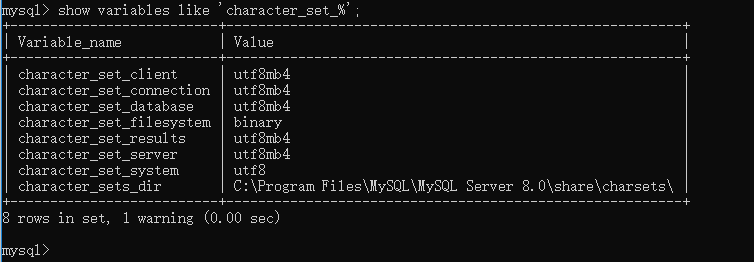 mysql> show variables like 'character_set_%';
+--------------------------+---------------------------------------------------------+
| Variable_name            | Value                                                   |
+--------------------------+---------------------------------------------------------+
| character_set_client     | utf8mb4                                                 |
| character_set_connection | utf8mb4                                                 |
| character_set_database   | utf8mb4                                                 |
| character_set_filesystem | binary                                                  |
| character_set_results    | utf8mb4                                                 |
| character_set_server     | utf8mb4                                                 |
| character_set_system     | utf8                                                    |
| character_sets_dir       | C:\Program Files\MySQL\MySQL Server 8.0\share\charsets\ |
+--------------------------+---------------------------------------------------------+
8 rows in set, 1 warning (0.00 sec)
mysql>